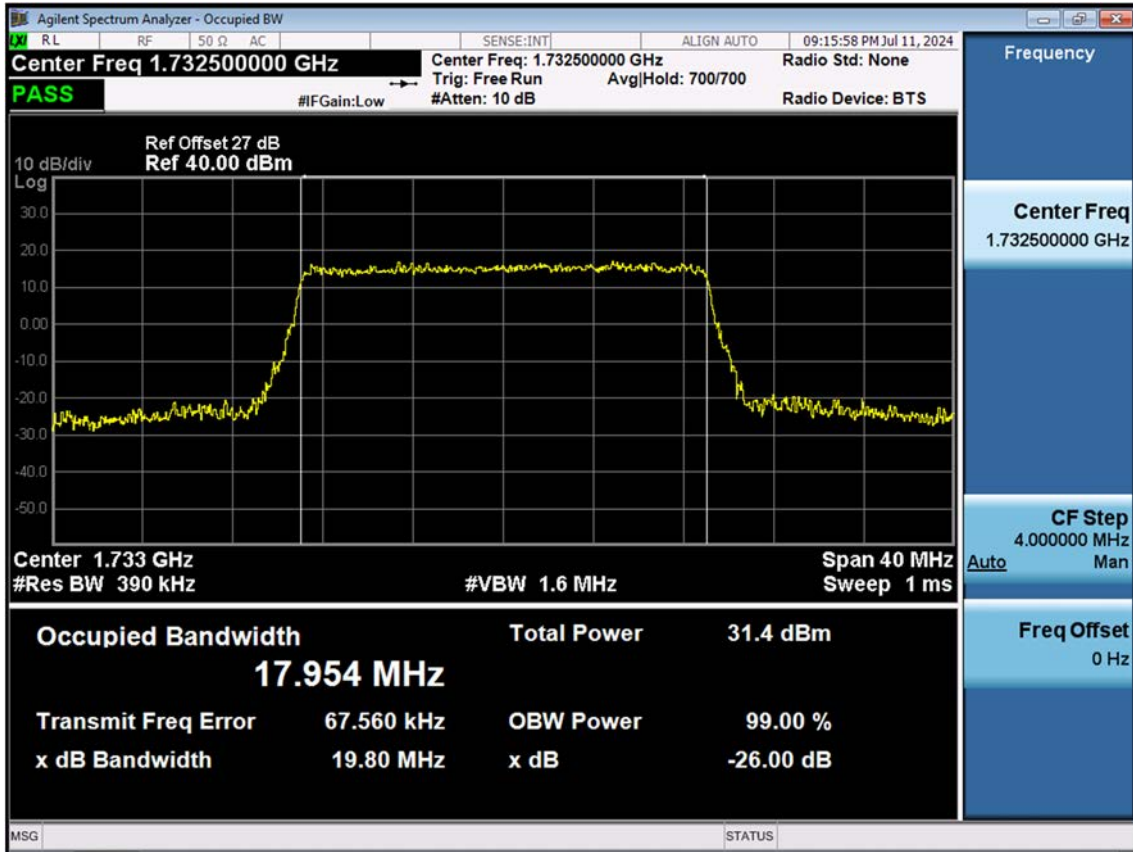 Agilent Spectrum Analyzer - Occupied BW
LXI RL RF 50 Ω AC SENSE:INT ALIGN AUTO 09:15:58 PM Jul 11, 2024
Center Freq 1.732500000 GHz
PASS
#IFGain:Low
Center Freq: 1.732500000 GHz
Trig: Free Run Avg|Hold: 700/700
#Atten: 10 dB
Radio Std: None
Radio Device: BTS
Ref Offset 27 dB
10 dB/div Ref 40.00 dBm
Log
30.0
20.0
10.0
0.00
-10.0
-20.0
-30.0
-40.0
-50.0
Center 1.733 GHz Span 40 MHz
#Res BW 390 kHz #VBW 1.6 MHz Sweep 1 ms
Occupied Bandwidth Total Power 31.4 dBm
17.954 MHz
Transmit Freq Error 67.560 kHz OBW Power 99.00 %
x dB Bandwidth 19.80 MHz x dB -26.00 dB
MSG STATUS
Frequency
Center Freq
1.732500000 GHz
CF Step
4.000000 MHz
Auto Man
Freq Offset
0 Hz